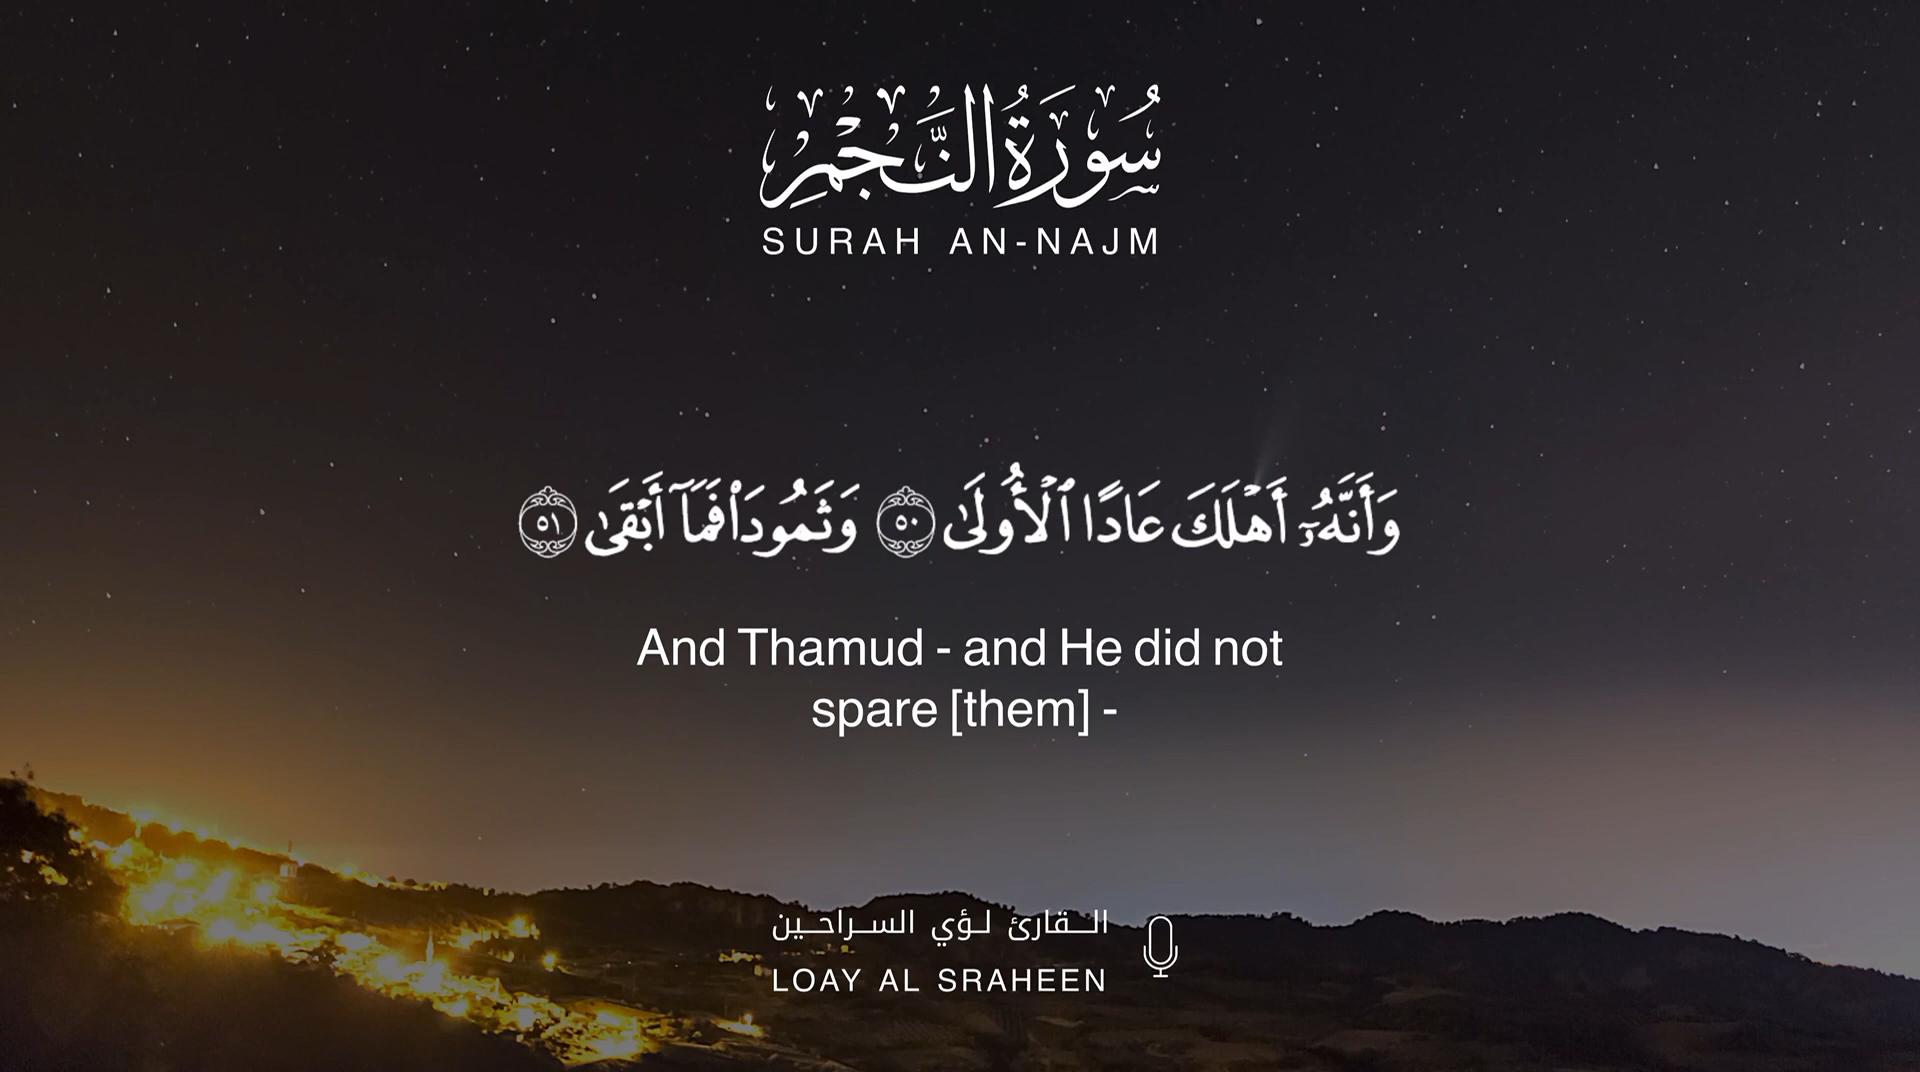 سُورَةُ النَّجْمِ
SURAH AN-NAJM
وَأَنَّهُۥٓ أَهۡلَكَ عَادًا ٱلۡأُولَىٰ ٥٠ وَثَمُودَاْ فَمَآ أَبۡقَىٰ ٥١
And Thamud - and He did not
spare [them] -
القارئ لؤي السراحين
LOAY AL SRAHEEN